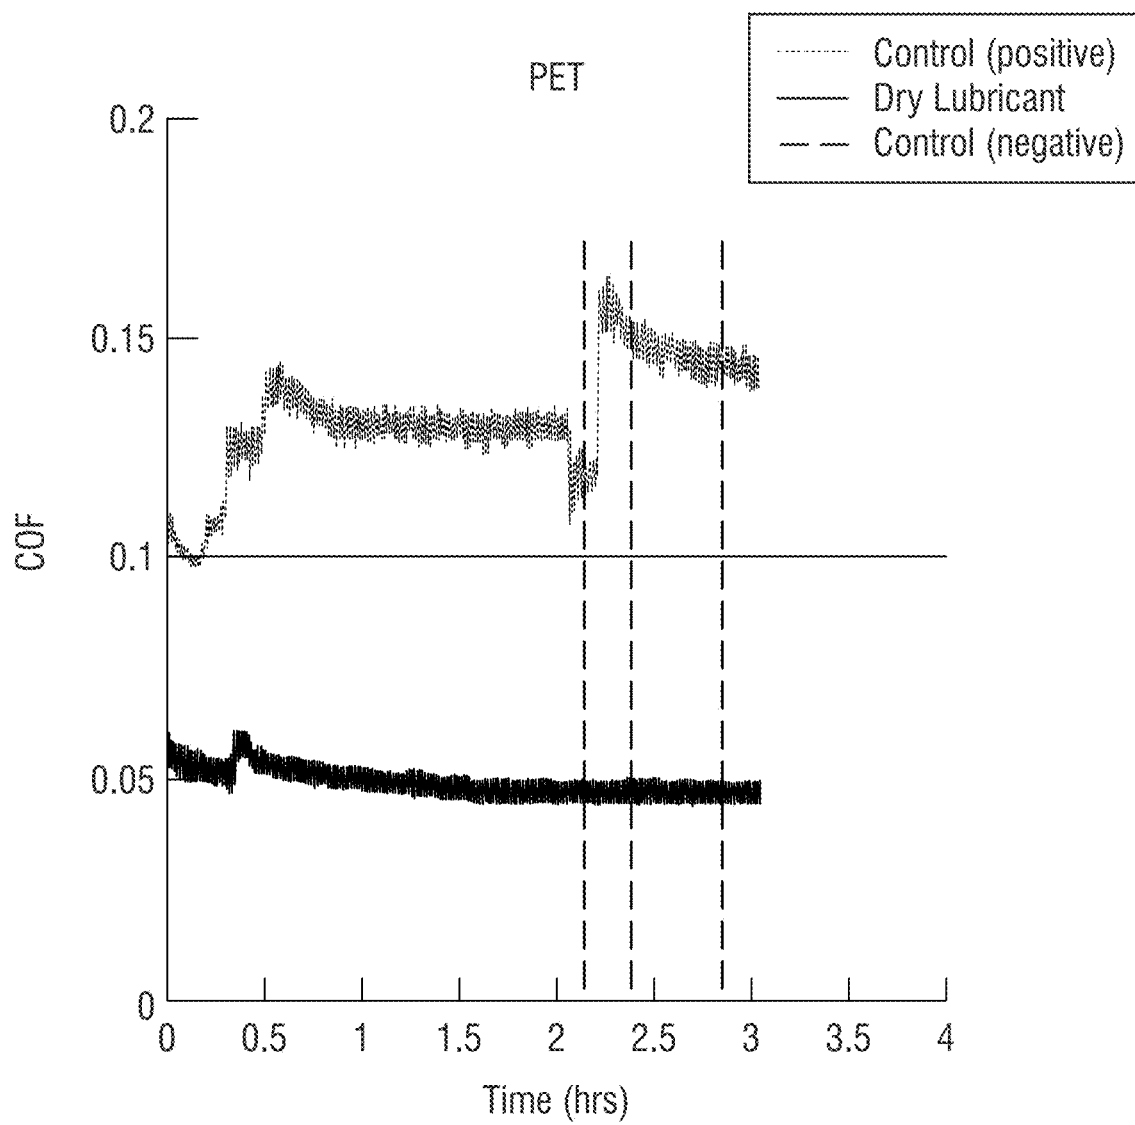 PET
Control (positive)
Dry Lubricant
Control (negative)
0.2
0.15
0.1
0.05
0
COF
0 0.5 1 1.5 2 2.5 3 3.5 4
Time (hrs)